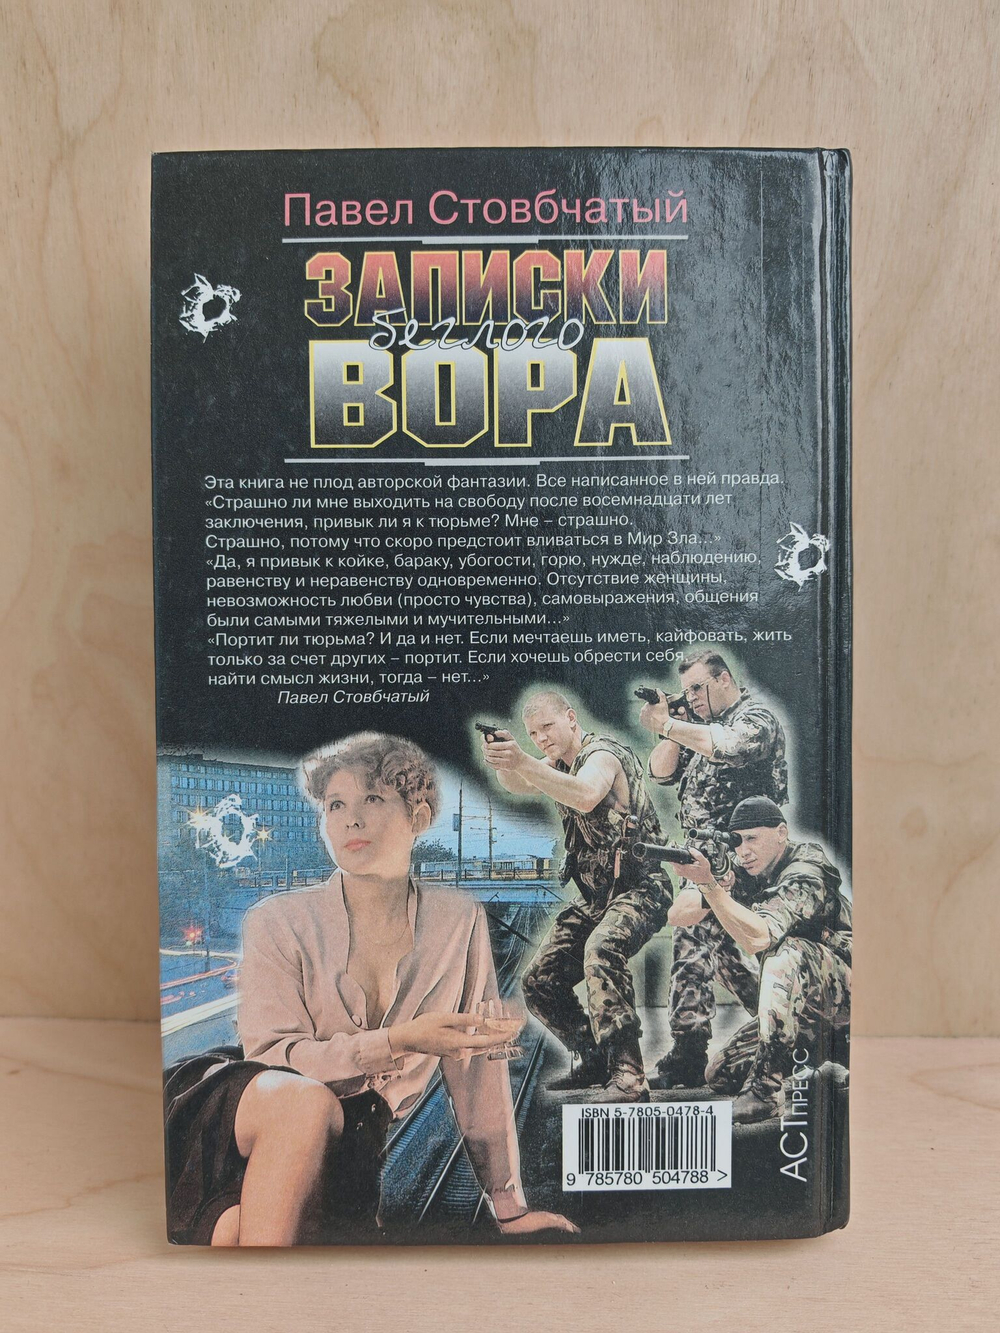 Павел Стовбчатый
ЗАПИСКИ
беглого
ВОРА
Эта книга не плод авторской фантазии. Все написанное в ней правда.
«Страшно ли мне выходить на свободу после восемнадцати лет
заключения, привык ли я к тюрьме? Мне – страшно.
Страшно, потому что скоро предстоит вливаться в Мир Зла...»
«Да, я привык к койке, бараку, убогости, горю, нужде, наблюдению,
равенству и неравенству одновременно. Отсутствие женщины,
невозможность любви (просто чувства), самовыражения, общения
были самыми тяжелыми и мучительными...»
«Портит ли тюрьма? И да и нет. Если мечтаешь иметь, кайфовать, жить
только за счет других – портит. Если хочешь обрести себя,
найти смысл жизни, тогда – нет...»
Павел Стовбчатый
ISBN 5-7805-0478-4
9 785780 504788 >
АСТ ПРЕСС